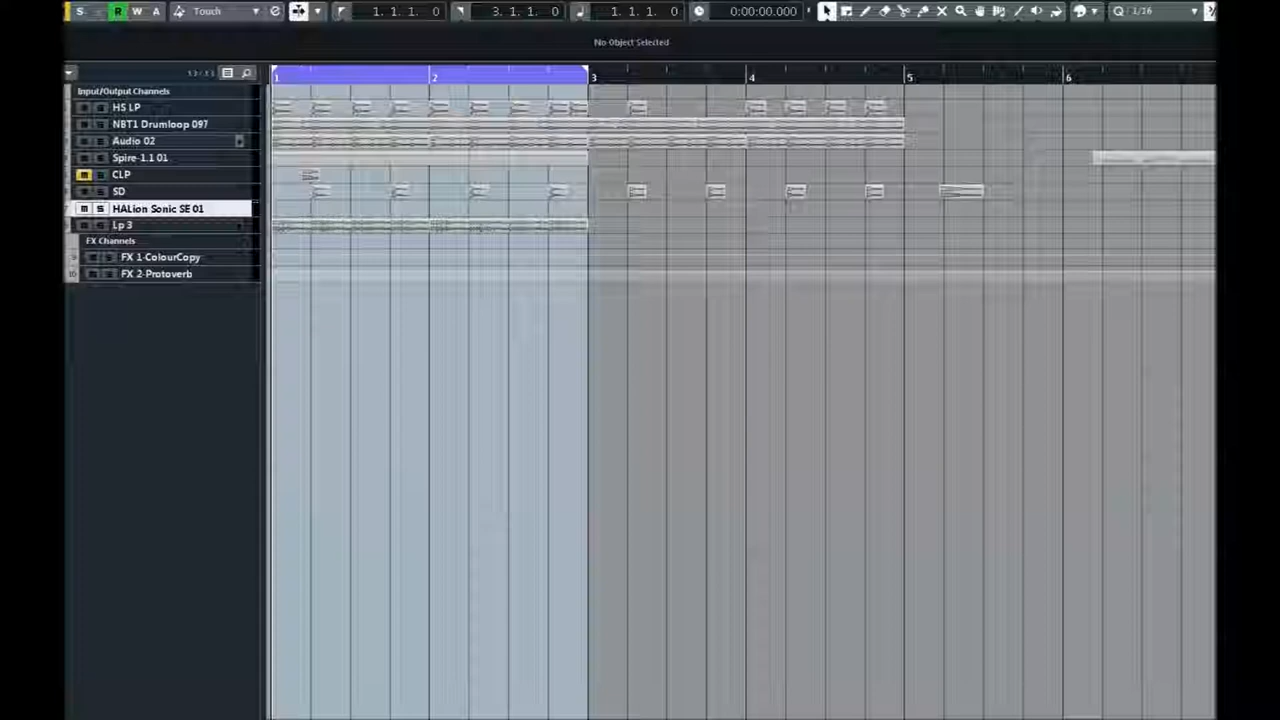 S R W A Touch 1. 1. 1. 0 3. 1. 1. 0 1. 1. 1. 0 0:00:00.000 Q 1/16
No Object Selected
1 2 3 4 5 6
Input/Output Channels
HS LP
NBT1 Drumloop 097
Audio 02
Spire-1.1 01
m CLP
SD
m S HALion Sonic SE 01
Lp 3
FX Channels
9 FX 1-ColourCopy
10 FX 2-Protoverb